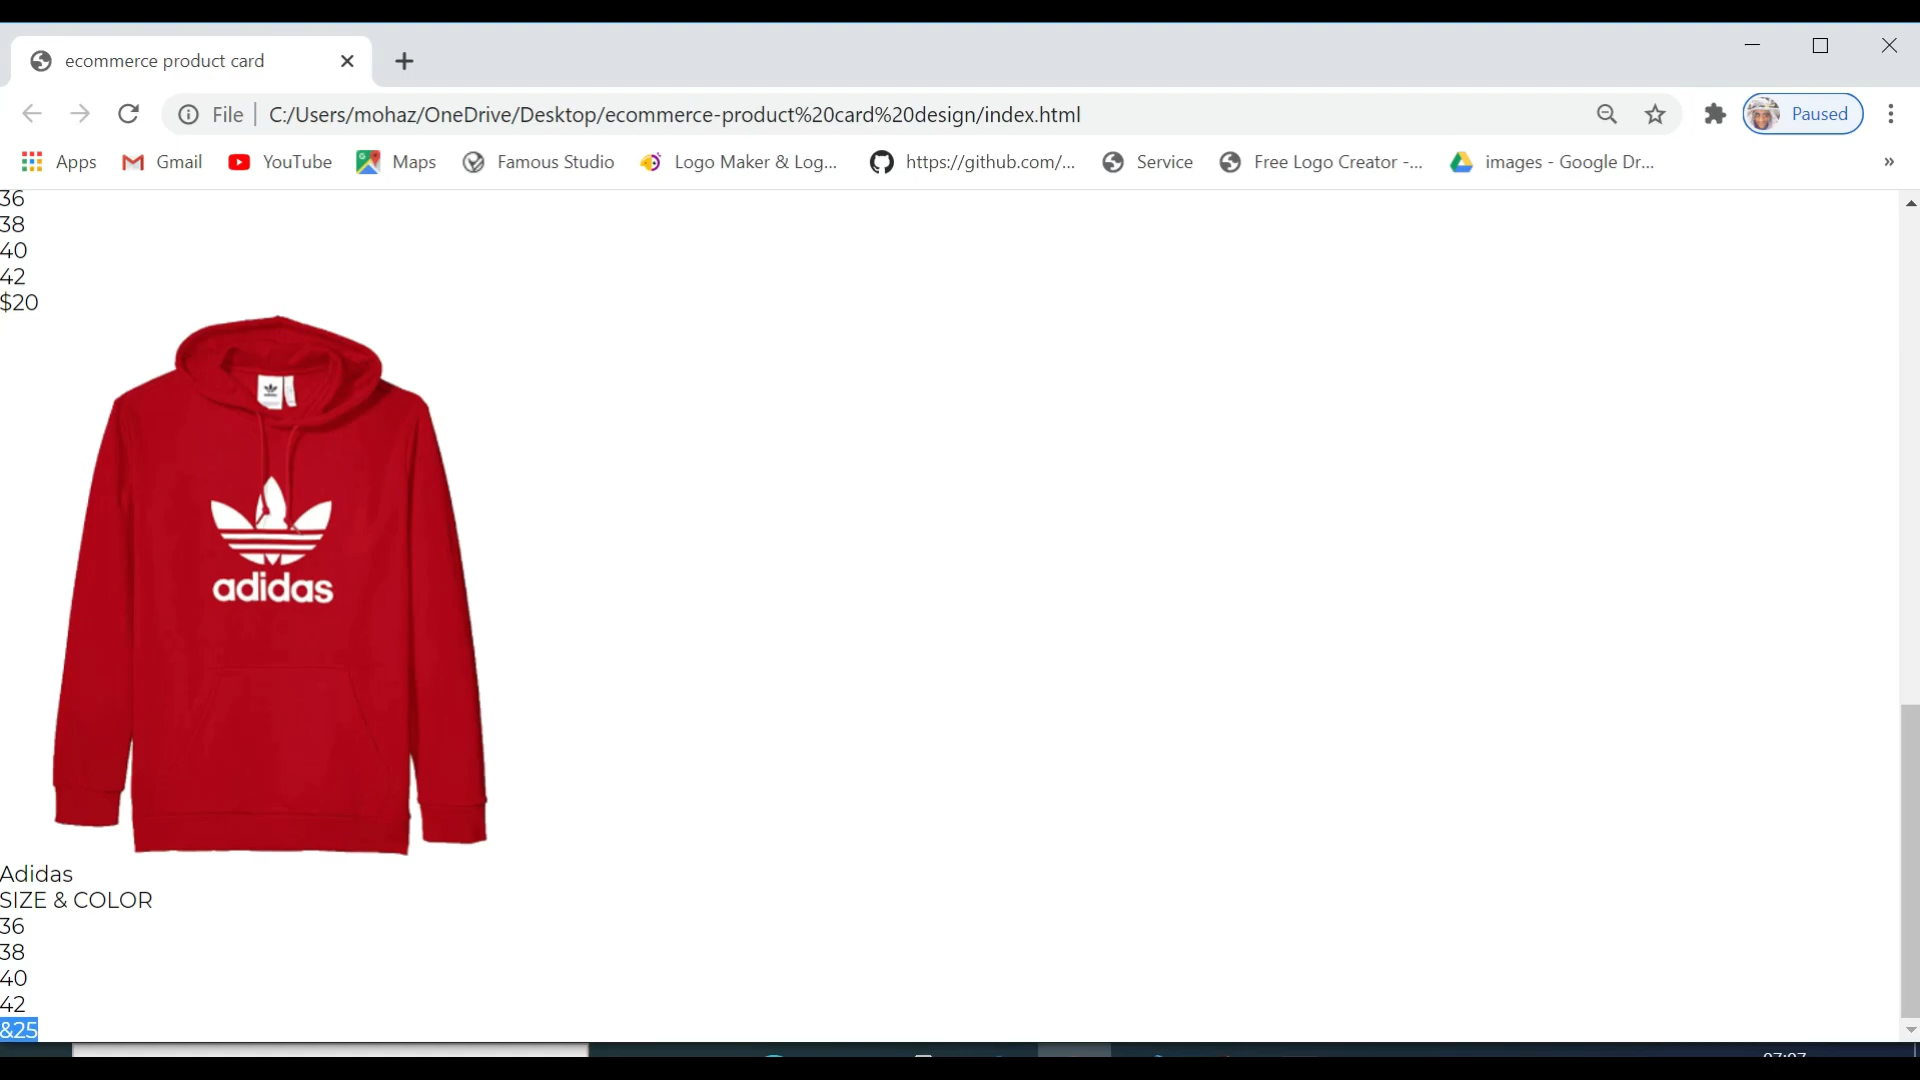 ecommerce product card
File
C:/Users/mohaz/OneDrive/Desktop/ecommerce-product%20card%20design/index.html
Paused
Apps
Gmail
YouTube
Maps
Famous Studio
Logo Maker & Log...
https://github.com/...
Service
Free Logo Creator -...
images - Google Dr...
»
36
38
40
42
$20
adidas
Adidas
SIZE & COLOR
36
38
40
42
&25